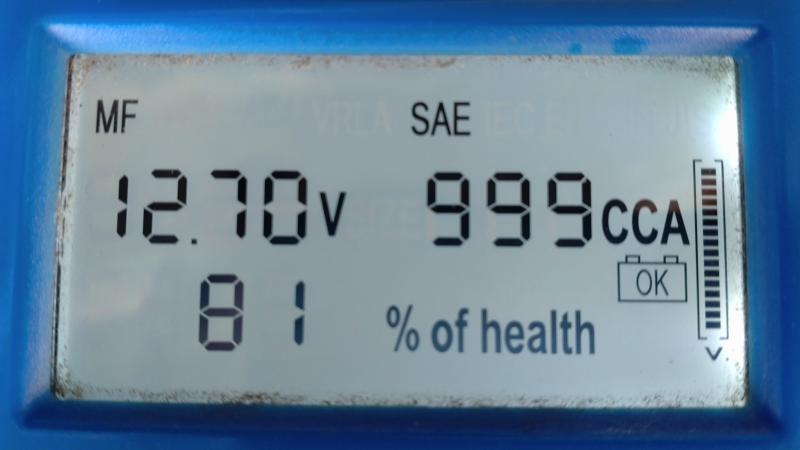 MF SAE
12.70V 999CCA
OK
81 % of health